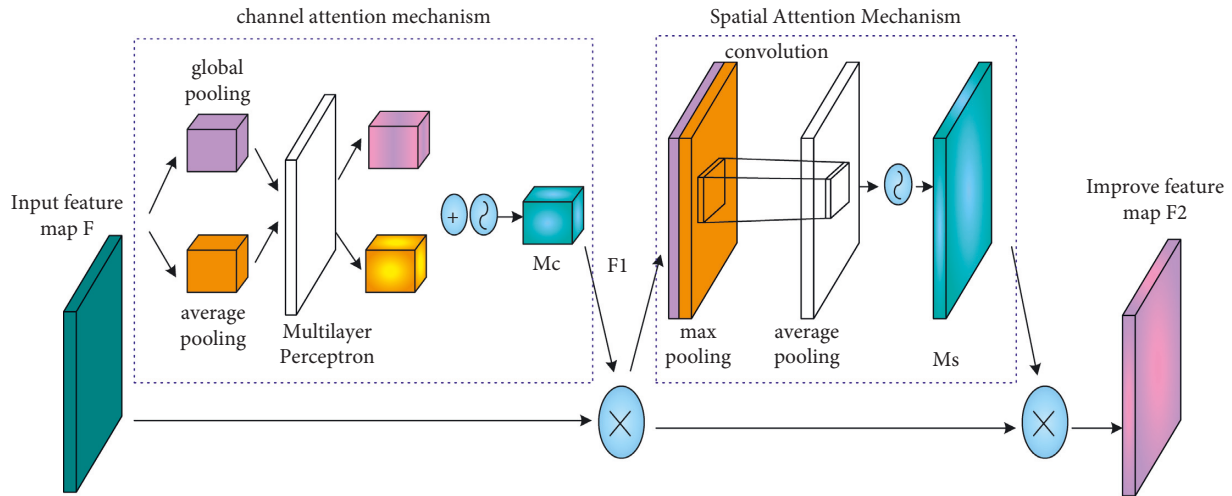 channel attention mechanism
Spatial Attention Mechanism
global
pooling
convolution
Input feature
map F
+
Mc
F1
average
pooling
Multilayer
Perceptron
max
pooling
average
pooling
Ms
Improve feature
map F2